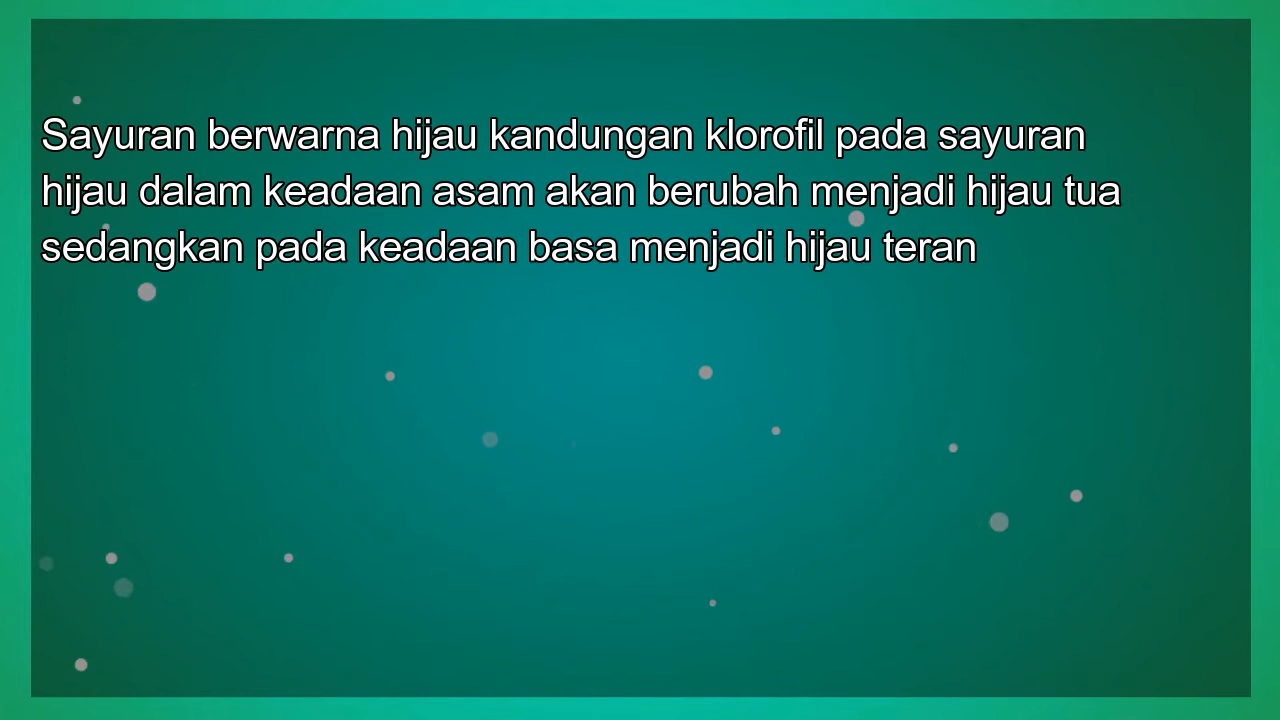 Sayuran berwarna hijau kandungan klorofil pada sayuran
hijau dalam keadaan asam akan berubah menjadi hijau tua
sedangkan pada keadaan basa menjadi hijau teran